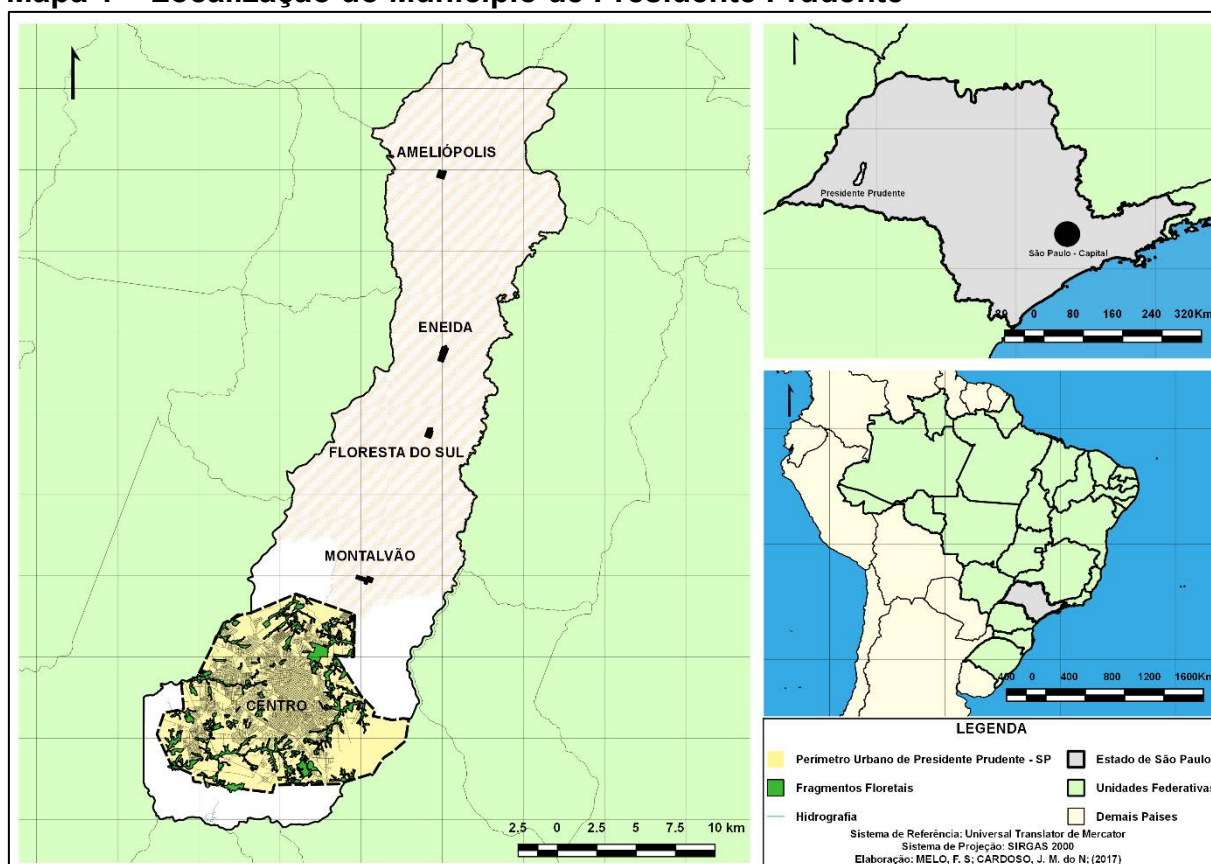 Mapa 1 – Localização do Município de Presidente Prudente
AMELIÓPOLIS
ENEIDA
FLORESTA DO SUL
MONTALVÃO
CENTRO
2.5 0 2.5 5 7.5 10 km
Presidente Prudente
São Paulo - Capital
80 0 80 160 240 320Km
400 0 400 800 1200 1600Km
LEGENDA
Perímetro Urbano de Presidente Prudente - SP
Fragmentos Floretais
Hidrografia
Estado de São Paulo
Unidades Federativas
Demais Países
Sistema de Referência: Universal Translator de Mercator
Sistema de Projeção: SIRGAS 2000
Elaboração: MELO, F. S; CARDOSO, J. M. do N; (2017)